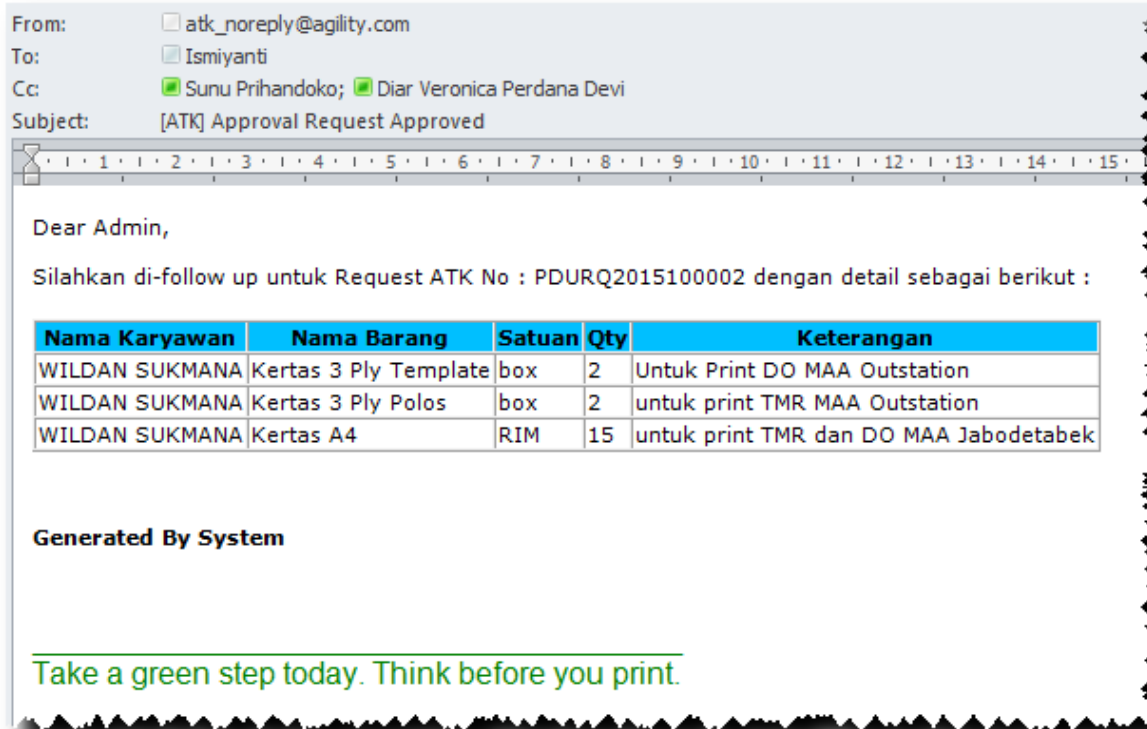 From: atk_noreply@agility.com
To: Ismiyanti
Cc: Sunu Prihandoko; Diar Veronica Perdana Devi
Subject: [ATK] Approval Request Approved
1 2 3 4 5 6 7 8 9 10 11 12 13 14 15
Dear Admin,
Silahkan di-follow up untuk Request ATK No : PDURQ2015100002 dengan detail sebagai berikut :
Nama Karyawan Nama Barang Satuan Qty Keterangan
WILDAN SUKMANA Kertas 3 Ply Template box 2 Untuk Print DO MAA Outstation
WILDAN SUKMANA Kertas 3 Ply Polos box 2 untuk print TMR MAA Outstation
WILDAN SUKMANA Kertas A4 RIM 15 untuk print TMR dan DO MAA Jabodetabek
Generated By System
Take a green step today. Think before you print.